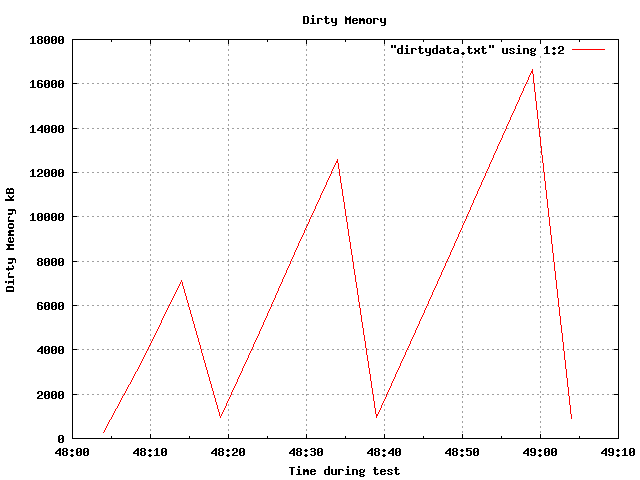 Dirty Memory
18000
"dirtydata.txt" using 1:2
16000
14000
12000
10000
Dirty Memory kB
8000
6000
4000
2000
0
48:00 48:10 48:20 48:30 48:40 48:50 49:00 49:10
Time during test